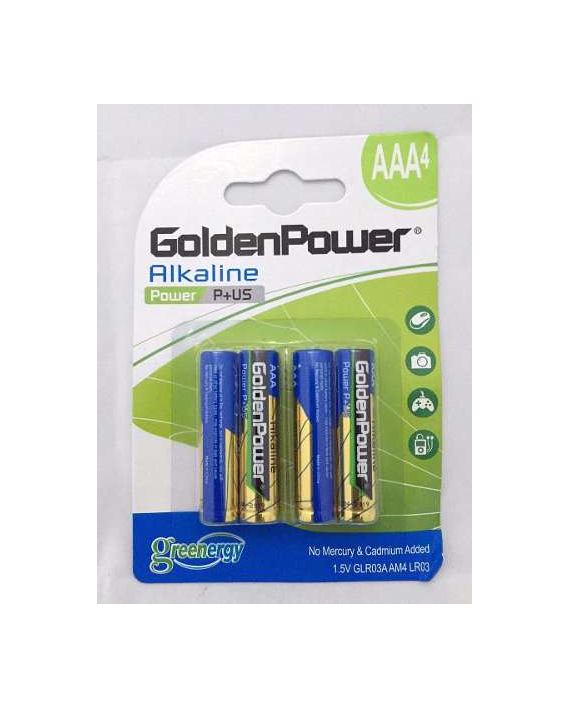 AAA4
GoldenPower®
Alkaline
Power P+US
AAA
Power P+US
GoldenPower
Alkaline
AAA
AAA
Power P+US
GoldenPower
greenergy
No Mercury & Cadmium Added
1.5V GLR03A AM4 LR03